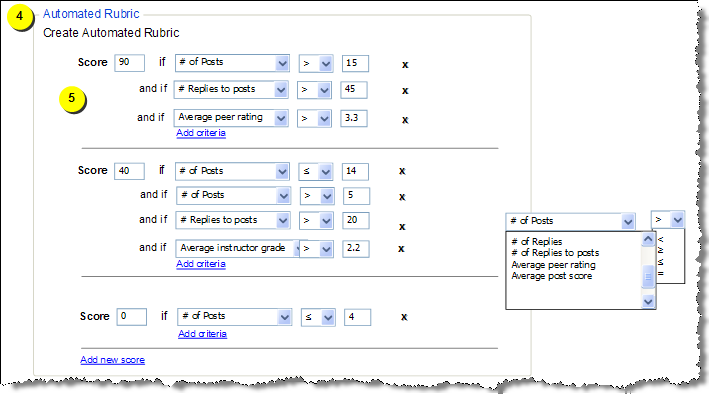 4 Automated Rubric
Create Automated Rubric
Score 90 if # of Posts > 15 x
5 and if # Replies to posts > 45 x
and if Average peer rating > 3.3 x
Add criteria
Score 40 if # of Posts ≤ 14 x
and if # of Posts > 5 x
and if # Replies to posts > 20 x
and if Average instructor grade > 2.2 x
Add criteria
Score 0 if # of Posts ≤ 4 x
Add criteria
Add new score
# of Posts >
# of Replies <
# of Replies to posts ≥
Average peer rating ≤
Average post score =